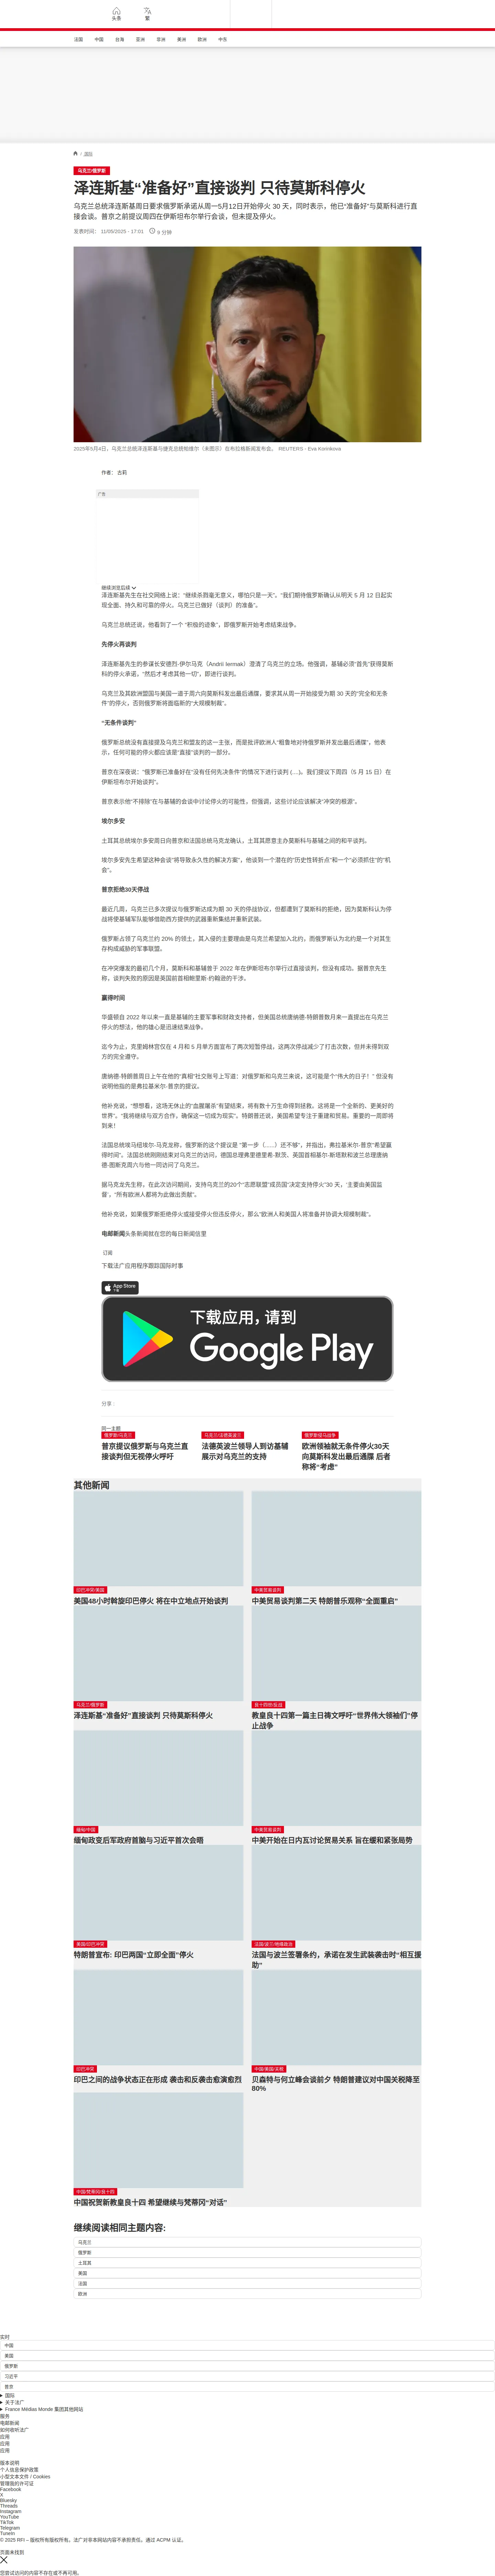 头条
繁
法国
中国
台海
亚洲
非洲
美洲
欧洲
中东
/ 国际
乌克兰/俄罗斯
泽连斯基“准备好”直接谈判 只待莫斯科停火
乌克兰总统泽连斯基周日要求俄罗斯承诺从周一5月12日开始停火 30 天，同时表示，他已“准备好”与莫斯科进行直
接会谈。普京之前提议周四在伊斯坦布尔举行会谈，但未提及停火。
发表时间： 11/05/2025 - 17:01 9 分钟
2025年5月4日，乌克兰总统泽连斯基与捷克总统帕维尔（未图示）在布拉格新闻发布会。 REUTERS - Eva Korinkova
作者： 古莉
广告
继续浏览后续
泽连斯基先生在社交网络上说：“继续杀戮毫无意义，哪怕只是一天”。“我们期待俄罗斯确认从明天 5 月 12 日起实
现全面、持久和可靠的停火，乌克兰已做好（谈判）的准备”。
乌克兰总统还说，他看到了一个 “积极的迹象”，即俄罗斯开始考虑结束战争。
先停火再谈判
泽连斯基先生的参谋长安德烈-伊尔马克（Andriï Iermak）澄清了乌克兰的立场。他强调，基辅必须“首先”获得莫斯
科的停火承诺，“然后才考虑其他一切”，即进行谈判。
乌克兰及其欧洲盟国与美国一道于周六向莫斯科发出最后通牒，要求其从周一开始接受为期 30 天的“完全和无条
件”的停火，否则俄罗斯将面临新的“大规模制裁”。
“无条件谈判”
俄罗斯总统没有直接提及乌克兰和盟友的这一主张，而是批评欧洲人“粗鲁地对待俄罗斯并发出最后通牒”。他表
示，任何可能的停火都应该是“直接”谈判的一部分。
普京在深夜说：“俄罗斯已准备好在“没有任何先决条件”的情况下进行谈判 (....)。我们提议下周四（5 月 15 日）在
伊斯坦布尔开始谈判”。
普京表示他“不排除”在与基辅的会谈中讨论停火的可能性，但强调，这些讨论应该解决“冲突的根源”。
埃尔多安
土耳其总统埃尔多安周日向普京和法国总统马克龙确认，土耳其愿意主办莫斯科与基辅之间的和平谈判。
埃尔多安先生希望这种会谈“将导致永久性的解决方案”，他谈到一个潜在的“历史性转折点”和一个“必须抓住”的“机
会”。
普京拒绝30天停战
最近几周，乌克兰已多次提议与俄罗斯达成为期 30 天的停战协议，但都遭到了莫斯科的拒绝，因为莫斯科认为停
战将使基辅军队能够借助西方提供的武器重新集结并重新武装。
俄罗斯占领了乌克兰约 20% 的领土，其入侵的主要理由是乌克兰希望加入北约，而俄罗斯认为北约是一个对其生
存构成威胁的军事联盟。
在冲突爆发的最初几个月，莫斯科和基辅曾于 2022 年在伊斯坦布尔举行过直接谈判，但没有成功。据普京先生
称，谈判失败的原因是英国前首相鲍里斯-约翰逊的干涉。
赢得时间
华盛顿自 2022 年以来一直是基辅的主要军事和财政支持者，但美国总统唐纳德-特朗普数月来一直提出在乌克兰
停火的想法，他的雄心是迅速结束战争。
迄今为止，克里姆林宫仅在 4 月和 5 月单方面宣布了两次短暂停战，这两次停战减少了打击次数，但并未得到双
方的完全遵守。
唐纳德-特朗普周日上午在他的“真相”社交账号上写道：对俄罗斯和乌克兰来说，这可能是个“伟大的日子！” 但没有
说明他指的是弗拉基米尔-普京的提议。
他补充说，“想想看，这场无休止的‘血腥屠杀’有望结束，将有数十万生命得到拯救。这将是一个全新的、更美好的
世界”。“我将继续与双方合作，确保这一切成为现实”。特朗普还说，美国希望专注于重建和贸易。重要的一周即将
到来！
法国总统埃马纽埃尔-马克龙称，俄罗斯的这个提议是 “第一步（......）还不够”，并指出，弗拉基米尔-普京“希望赢
得时间”。法国总统刚刚结束对乌克兰的访问，德国总理弗里德里希-默茨、英国首相基尔-斯塔默和波兰总理唐纳
德-图斯克周六与他一同访问了乌克兰。
据马克龙先生称，在此次访问期间，支持乌克兰的20个“志愿联盟”成员国“决定支持停火”30 天，‘主要由美国监
督’，“所有欧洲人都将为此做出贡献”。
他补充说，如果俄罗斯拒绝停火或接受停火但违反停火，那么“欧洲人和美国人将准备并协调大规模制裁”。
电邮新闻头条新闻就在您的每日新闻信里
订阅
下载法广应用程序跟踪国际时事
App Store
下载
下载应用，请到
Google Play
分享 :
同一主题
俄罗斯/乌克兰
普京提议俄罗斯与乌克兰直
接谈判但无视停火呼吁
乌克兰/法德英波兰
法德英波兰领导人到访基辅
展示对乌克兰的支持
俄罗斯侵乌战争
欧洲领袖就无条件停火30天
向莫斯科发出最后通牒 后者
称将“考虑”
其他新闻
印巴冲突/美国
美国48小时斡旋印巴停火 将在中立地点开始谈判
中美贸易谈判
中美贸易谈判第二天 特朗普乐观称“全面重启”
乌克兰/俄罗斯
泽连斯基“准备好”直接谈判 只待莫斯科停火
良十四世/反战
教皇良十四第一篇主日祷文呼吁“世界伟大领袖们”停
止战争
缅甸/中国
缅甸政变后军政府首脑与习近平首次会晤
中美贸易谈判
中美开始在日内瓦讨论贸易关系 旨在缓和紧张局势
美国/印巴冲突
特朗普宣布: 印巴两国“立即全面”停火
法国/波兰/地缘政治
法国与波兰签署条约，承诺在发生武装袭击时“相互援
助”
印巴冲突
印巴之间的战争状态正在形成 袭击和反袭击愈演愈烈
中国/美国/关税
贝森特与何立峰会谈前夕 特朗普建议对中国关税降至
80%
中国/梵蒂冈/良十四
中国祝贺新教皇良十四 希望继续与梵蒂冈“对话”
继续阅读相同主题内容:
乌克兰
俄罗斯
土耳其
美国
法国
欧洲
实时
中国
美国
俄罗斯
习近平
普京
国际
关于法广
France Médias Monde 集团其他网站
服务
电邮新闻
如何收听法广
应用
应用
应用
版本说明
个人信息保护政策
小型文本文件 / Cookies
管理我的许可证
Facebook
X
Bluesky
Threads
Instagram
YouTube
TikTok
Telegram
TuneIn
© 2025 RFI – 版权所有版权所有。法广对非本网站内容不承担责任。通过 ACPM 认证。
页面未找到
您尝试访问的内容不存在或不再可用。